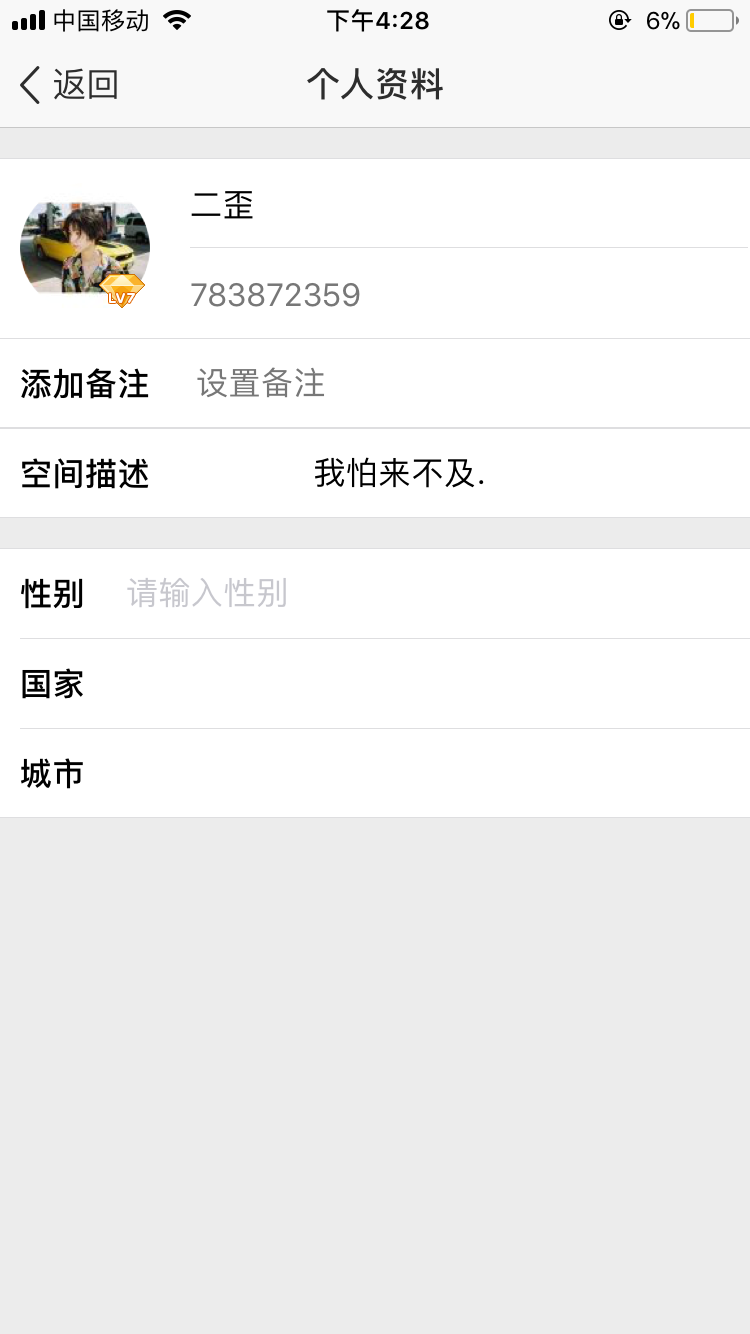 中国移动 下午4:28 6%
返回 个人资料
二歪
LV7
783872359
添加备注 设置备注
空间描述 我怕来不及.
性别 请输入性别
国家
城市